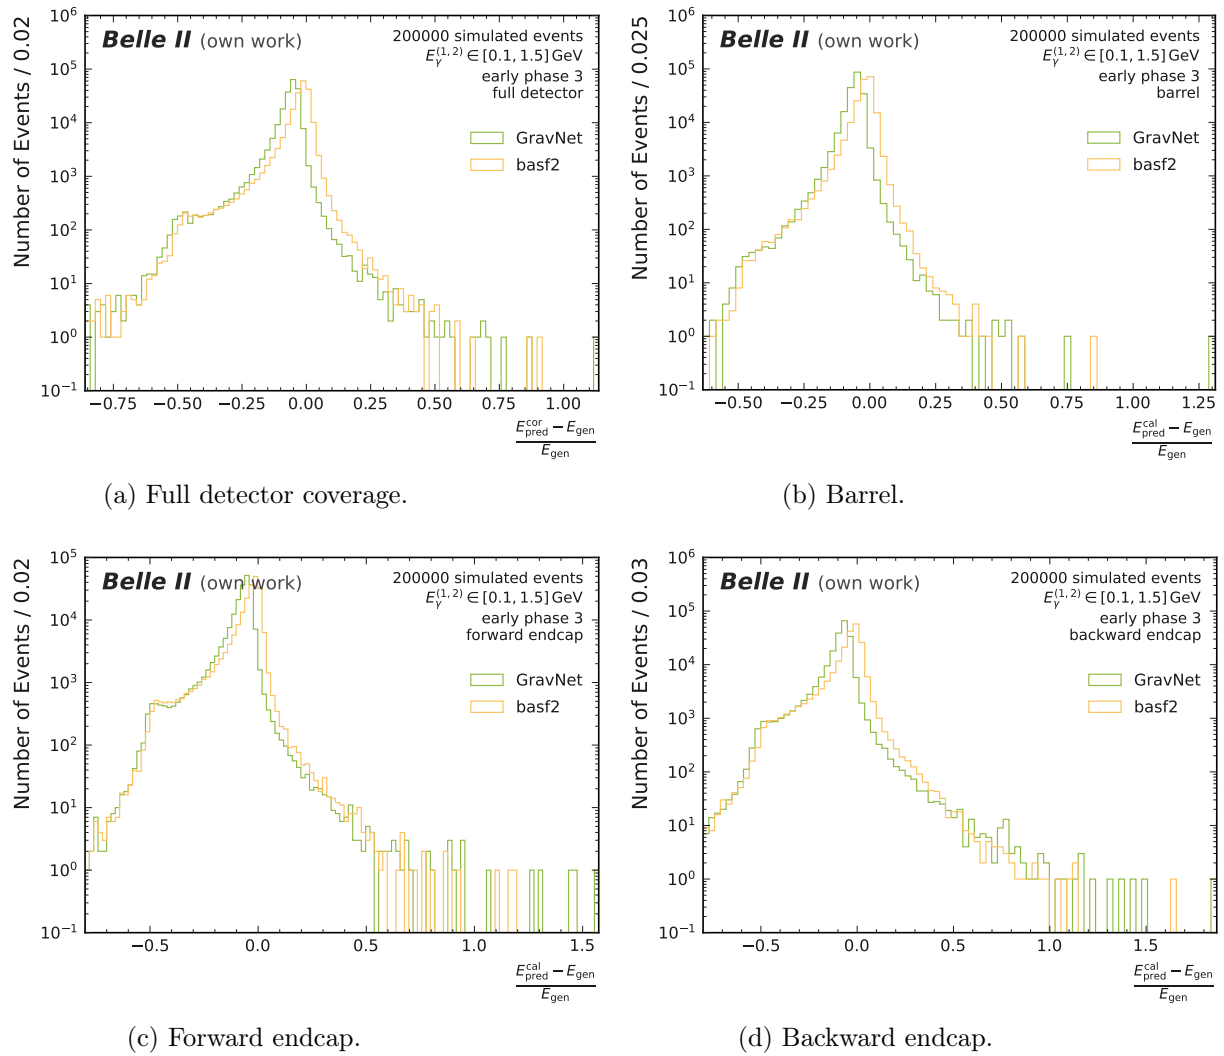 10^6
10^5
10^4
10^3
10^2
10^1
10^0
10^−1
Number of Events / 0.02
Belle II (own work)
200000 simulated events
E_γ^(1, 2) ∈ [0.1, 1.5] GeV
early phase 3
full detector
GravNet
basf2
−0.75 −0.50 −0.25 0.00 0.25 0.50 0.75 1.00
E_pred^cor − E_gen
E_gen
(a) Full detector coverage.
10^6
10^5
10^4
10^3
10^2
10^1
10^0
10^−1
Number of Events / 0.025
Belle II (own work)
200000 simulated events
E_γ^(1, 2) ∈ [0.1, 1.5] GeV
early phase 3
barrel
GravNet
basf2
−0.50 −0.25 0.00 0.25 0.50 0.75 1.00 1.25
E_pred^cal − E_gen
E_gen
(b) Barrel.
10^5
10^4
10^3
10^2
10^1
10^0
10^−1
Number of Events / 0.02
Belle II (own work)
200000 simulated events
E_γ^(1, 2) ∈ [0.1, 1.5] GeV
early phase 3
forward endcap
GravNet
basf2
−0.5 0.0 0.5 1.0 1.5
E_pred^cal − E_gen
E_gen
(c) Forward endcap.
10^6
10^5
10^4
10^3
10^2
10^1
10^0
10^−1
Number of Events / 0.03
Belle II (own work)
200000 simulated events
E_γ^(1, 2) ∈ [0.1, 1.5] GeV
early phase 3
backward endcap
GravNet
basf2
−0.5 0.0 0.5 1.0 1.5
E_pred^cal − E_gen
E_gen
(d) Backward endcap.